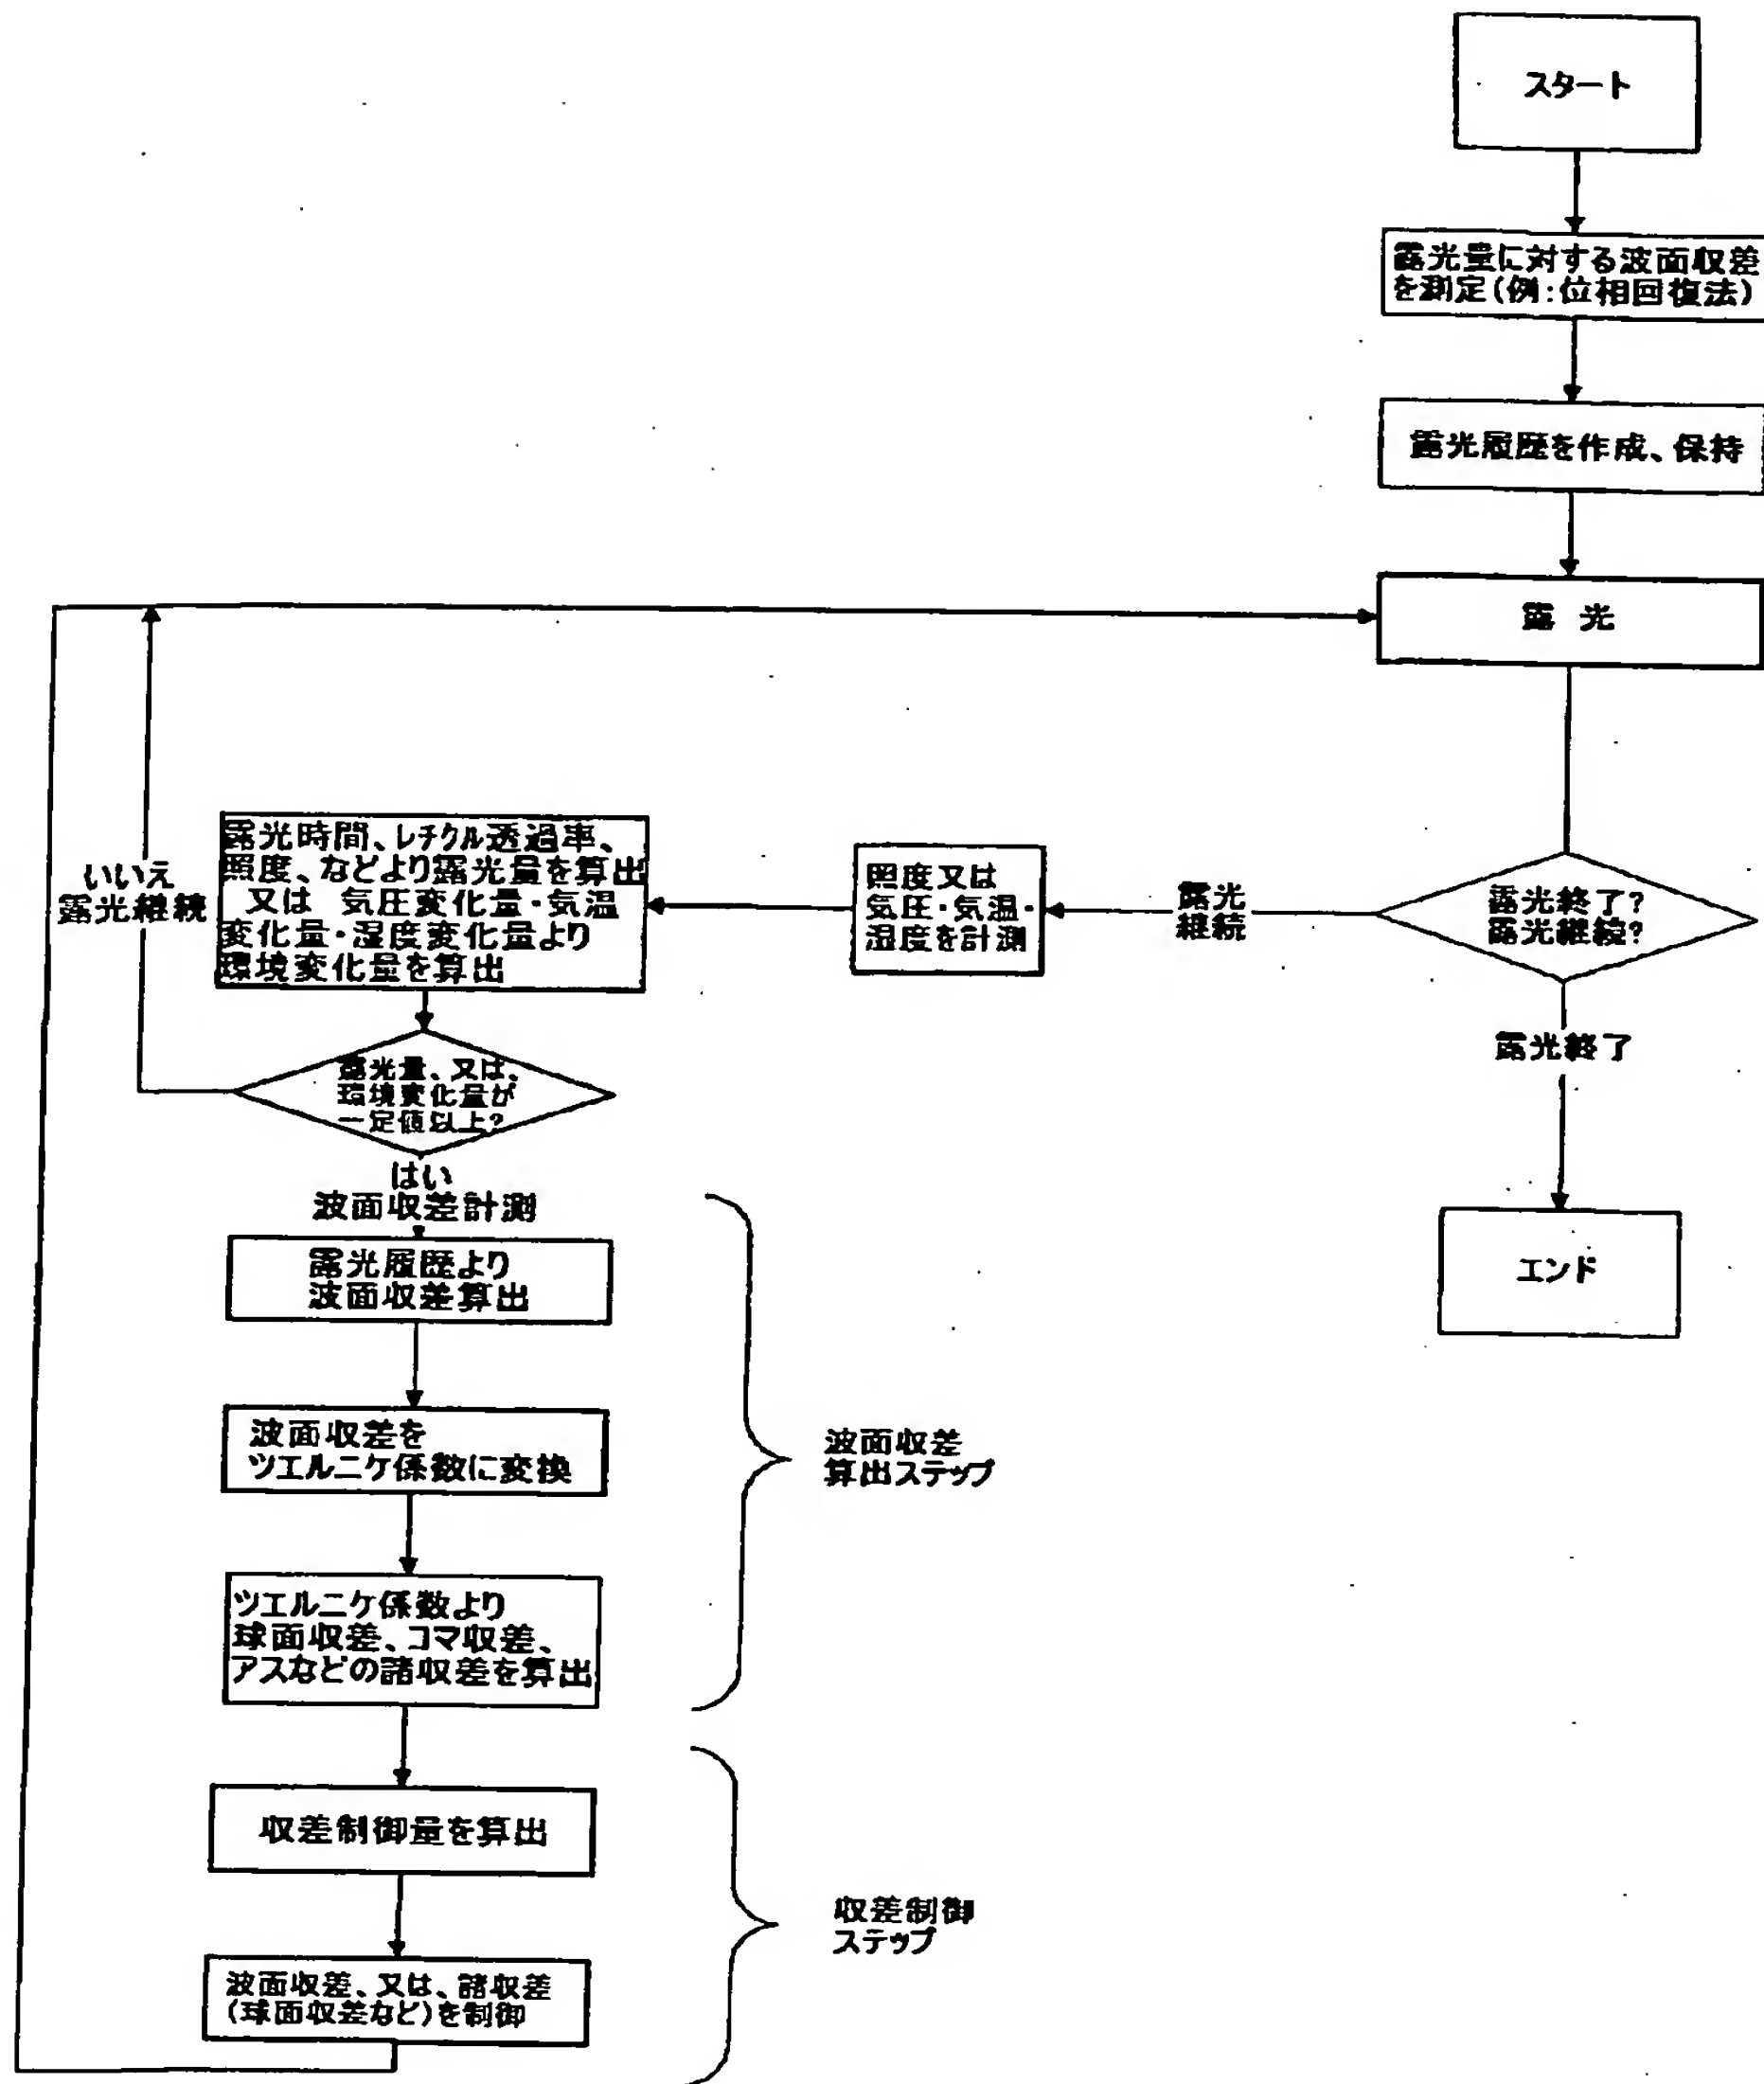 スタート
露光量に対する波面収差
を測定(例:位相回復法)
露光履歴を作成、保持
露 光
露光終了?
露光継続?
露光終了
エンド
露光
継続
照度又は
気圧・気温・
湿度を計測
露光時間、レチクル透過率、
照度、などより露光量を算出
又は 気圧変化量・気温
変化量・湿度変化量より
環境変化量を算出
いいえ
露光継続
露光量、又は、
環境変化量が
一定値以上?
はい
波面収差計測
露光履歴より
波面収差算出
波面収差を
ツエルニケ係数に変換
ツエルニケ係数より
球面収差、コマ収差、
アスなどの諸収差を算出
波面収差
算出ステップ
収差制御量を算出
波面収差、又は、諸収差
(球面収差など)を制御
収差制御
ステップ